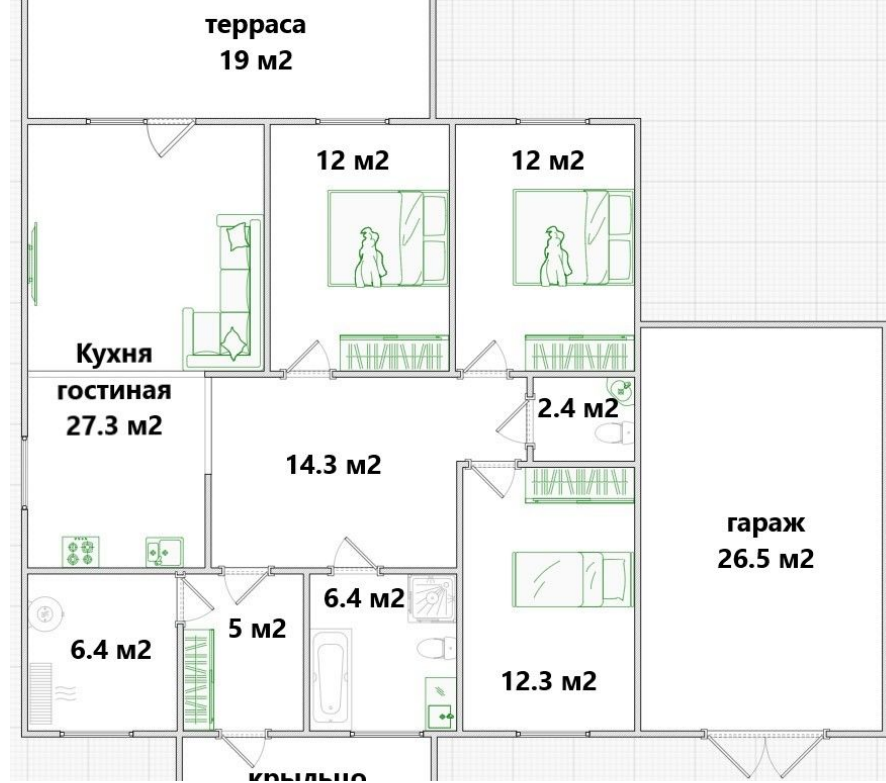 терраса
19 м2
12 м2
12 м2
Кухня
гостиная
27.3 м2
2.4 м2
14.3 м2
гараж
26.5 м2
6.4 м2
5 м2
6.4 м2
12.3 м2
крыльцо